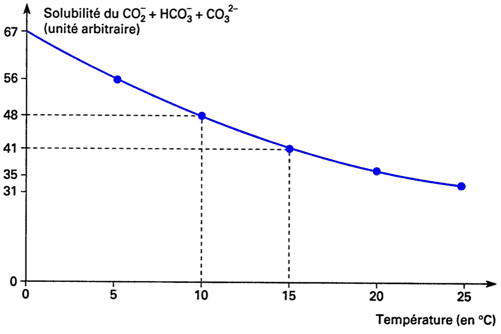 Solubilité du CO₂⁻ + HCO₃⁻ + CO₃²⁻
(unité arbitraire)
67
56
48
41
35
31
0
0 5 10 15 20 25
Température (en °C)